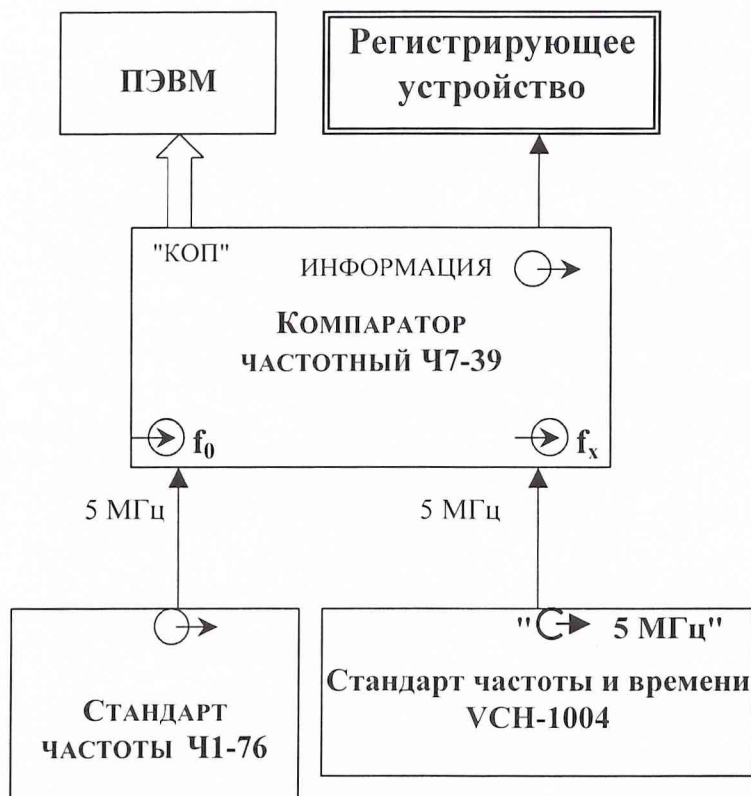 ПЭВМ
Регистрирующее
устройство
"КОП"
ИНФОРМАЦИЯ
КОМПАРАТОР
ЧАСТОТНЫЙ Ч7-39
f0
fx
5 МГц
5 МГц
" 5 МГц"
СТАНДАРТ
ЧАСТОТЫ Ч1-76
Стандарт частоты и времени
VCH-1004